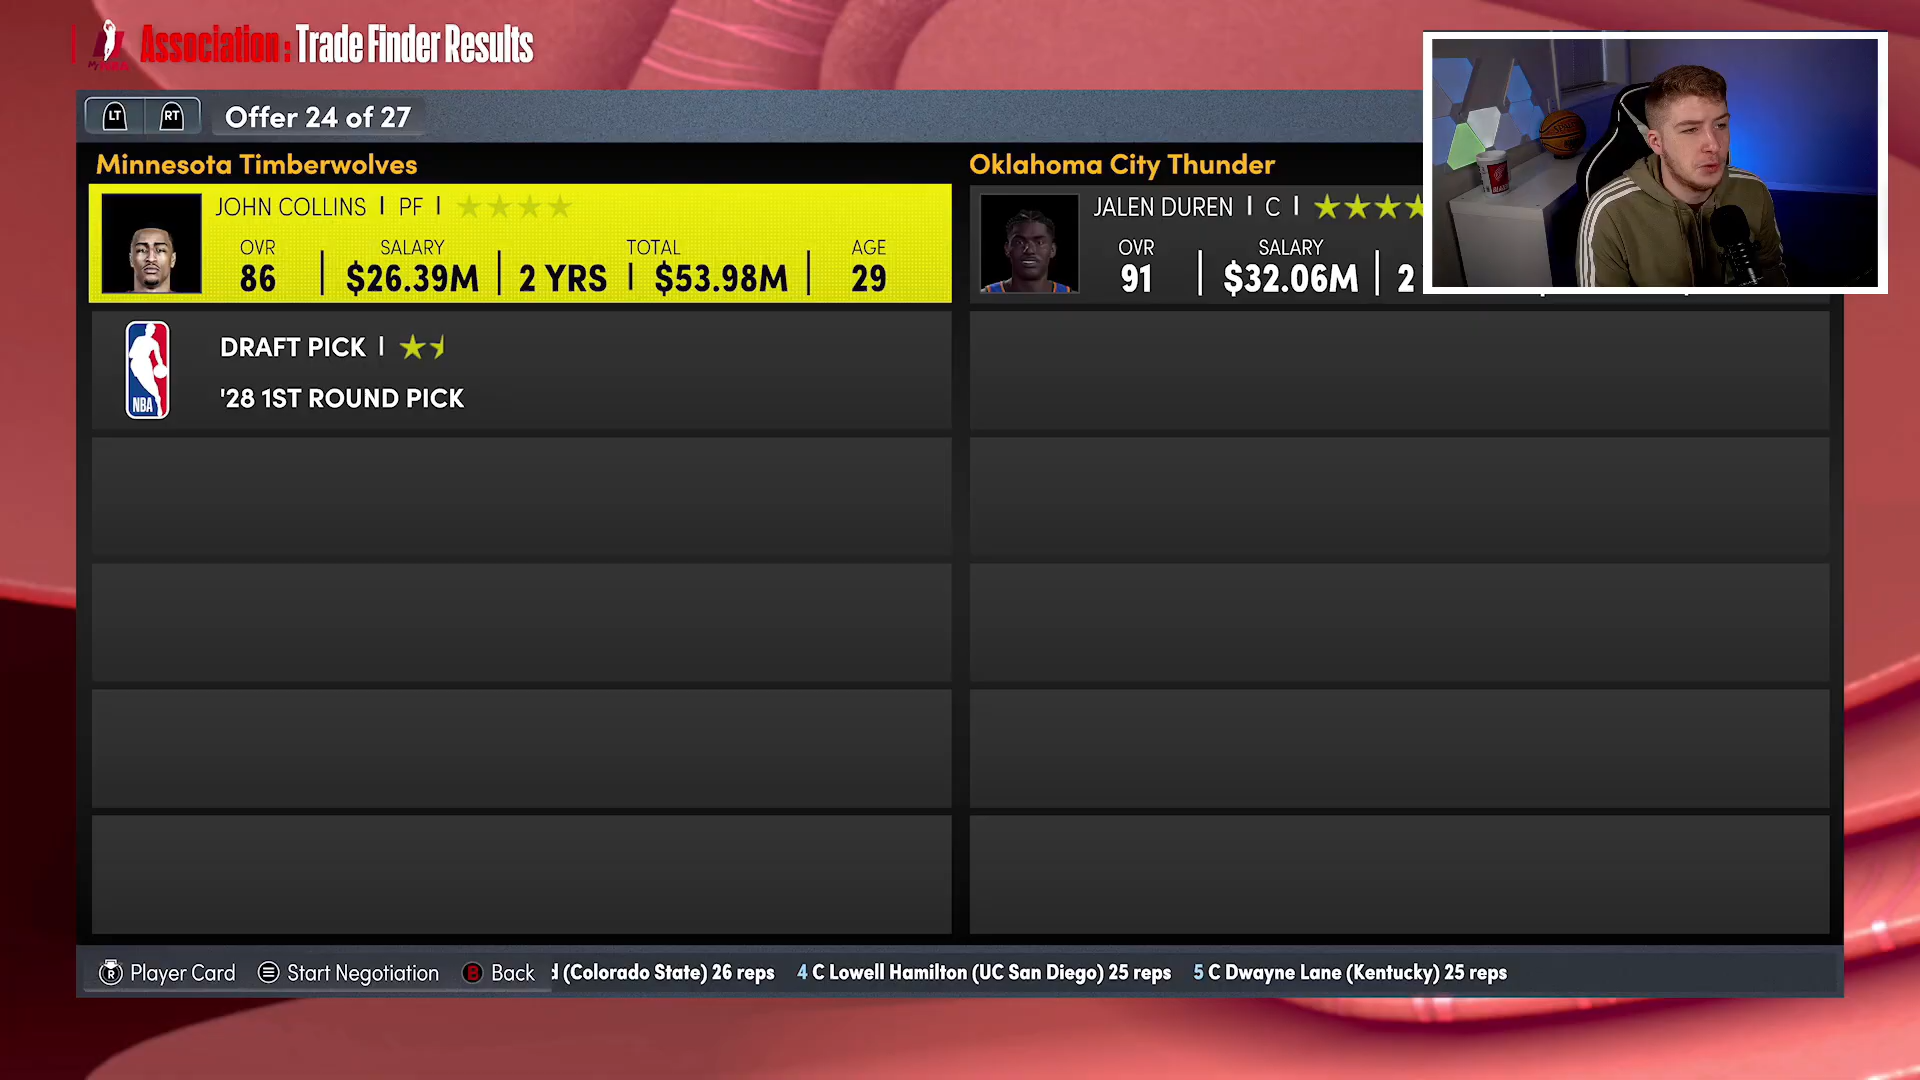 Association : Trade Finder Results
LT RT Offer 24 of 27
Minnesota Timberwolves
JOHN COLLINS | PF |
OVR SALARY TOTAL AGE
86 $26.39M 2 YRS $53.98M 29
DRAFT PICK |
'28 1ST ROUND PICK
NBA
Oklahoma City Thunder
JALEN DUREN | C |
OVR SALARY
91 $32.06M 2
R Player Card Start Negotiation B Back (Colorado State) 26 reps 4 C Lowell Hamilton (UC San Diego) 25 reps 5 C Dwayne Lane (Kentucky) 25 reps